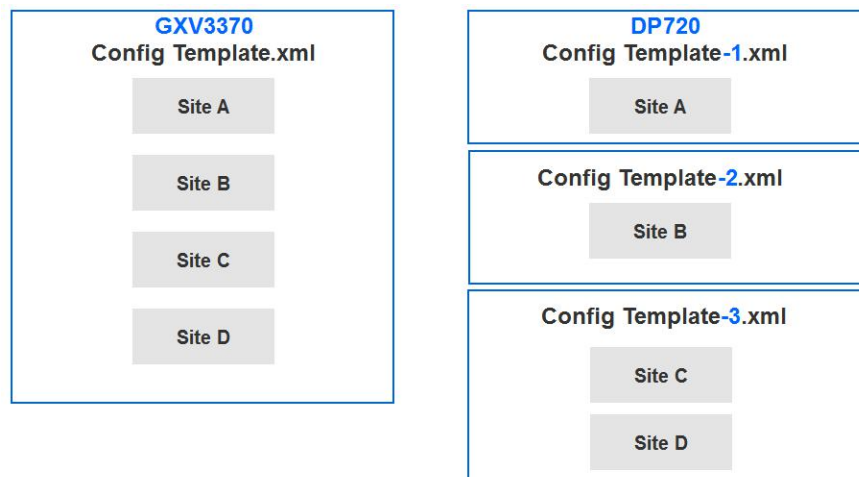 GXV3370
Config Template.xml
Site A
Site B
Site C
Site D
DP720
Config Template-1.xml
Site A
Config Template-2.xml
Site B
Config Template-3.xml
Site C
Site D